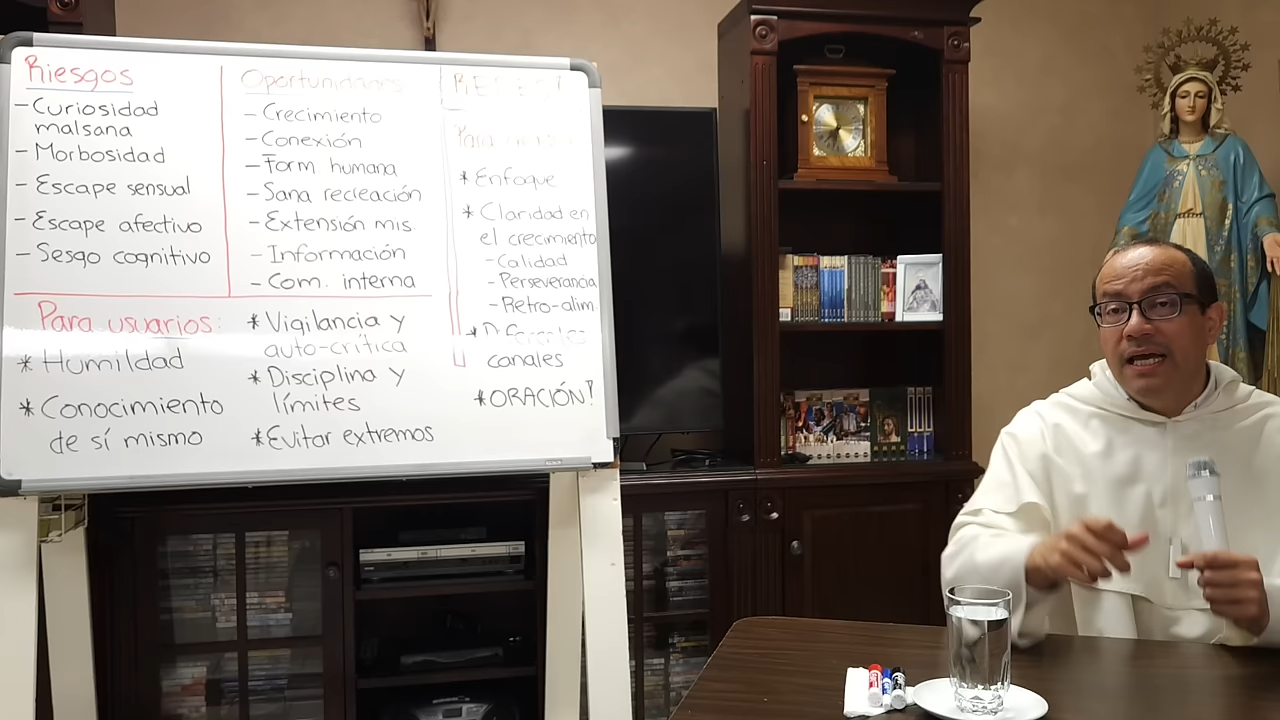 Riesgos
- Curiosidad
malsana
- Morbosidad
- Escape sensual
- Escape afectivo
- Sesgo cognitivo
Oportunidades
- Crecimiento
- Conexión
- Form humana
- Sana recreación
- Extensión mis
- Información
- Com. interna
Para
* Enfoque
* Claridad en
el crecimiento
- Calidad
- Perseverancia
- Retro-alim
canales
* ORACIÓN!
Para usuarios:
* Humildad
* Conocimiento
de sí mismo
* Vigilancia y
auto-crítica
* Disciplina y
límites
* Evitar extremos